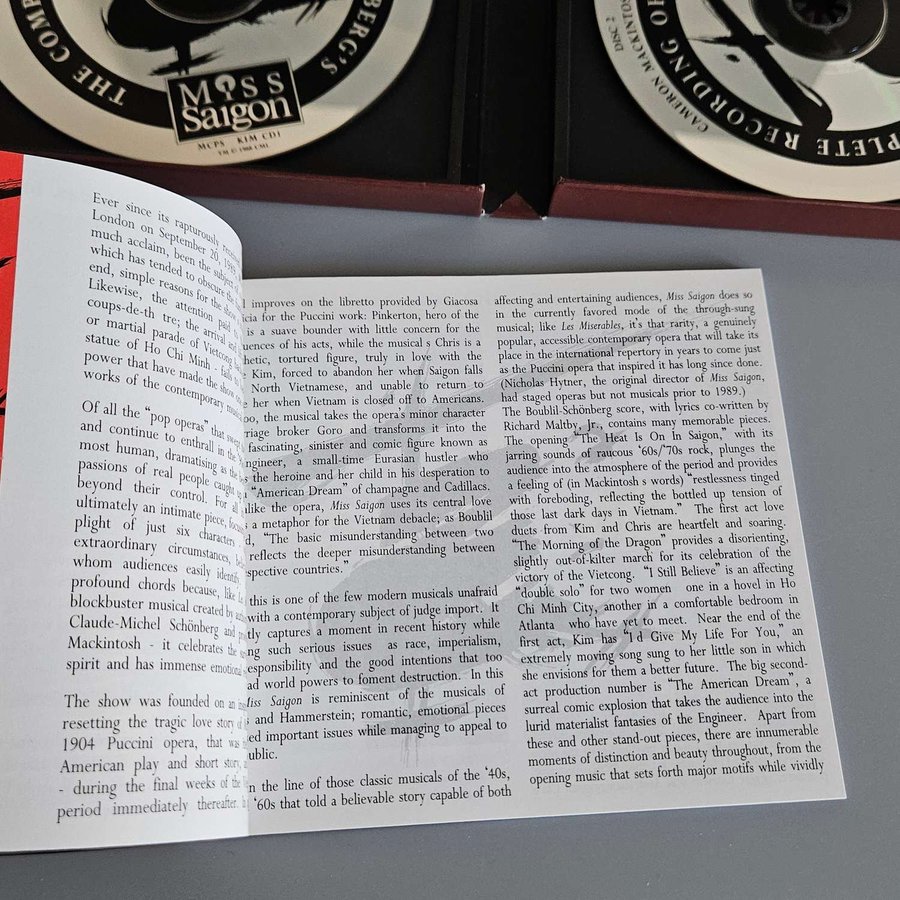 THE COMP
BERG'S
MISS
Saigon
MCPS KIM CD1
TM © 1988 CML
DISC 2
CAMERON MACKINTO
PLETE RECORDING
Ever since its rapturously
London on September 20, 1989,
much acclaim, been the subject
which has tended to obscure the
end, simple reasons for the show
Likewise, the attention paid
coups-de-th tre; the arrival
or martial parade of Vietcong
statue of Ho Chi Minh - fails
power that have made the show
works of the contemporary
Of all the “pop operas” that
and continue to enthrall in the
most human, dramatising as
passions of real people caught
beyond their control. For all
ultimately an intimate piece,
plight of just six characters
extraordinary circumstances,
whom audiences easily identify
profound chords because, like
blockbuster musical created by
Claude-Michel Schönberg and
Mackintosh - it celebrates the
spirit and has immense emotional
The show was founded on an
resetting the tragic love story
1904 Puccini opera, that was
American play and short story,
- during the final weeks of the
period immediately thereafter.
improves on the libretto provided by Giacosa
for the Puccini work: Pinkerton, hero of the
is a suave bounder with little concern for the
of his acts, while the musical s Chris is a
tortured figure, truly in love with the
Kim, forced to abandon her when Saigon falls
North Vietnamese, and unable to return to
her when Vietnam is closed off to Americans.
the musical takes the opera's minor character
broker Goro and transforms it into the
fascinating, sinister and comic figure known as
a small-time Eurasian hustler who
the heroine and her child in his desperation to
“American Dream” of champagne and Cadillacs.
like the opera, Miss Saigon uses its central love
a metaphor for the Vietnam debacle; as Boublil
“The basic misunderstanding between two
reflects the deeper misunderstanding between
countries.”
this is one of the few modern musicals unafraid
with a contemporary subject of judge import. It
captures a moment in recent history while
such serious issues as race, imperialism,
and the good intentions that too
world powers to foment destruction. In this
Saigon is reminiscent of the musicals of
and Hammerstein; romantic, emotional pieces
important issues while managing to appeal to
in the line of those classic musicals of the ‘40s,
‘60s that told a believable story capable of both
affecting and entertaining audiences, Miss Saigon does so
in the currently favored mode of the through-sung
musical; like Les Miserables, it's that rarity, a genuinely
popular, accessible contemporary opera that will take its
place in the international repertory in years to come just
as the Puccini opera that inspired it has long since done.
(Nicholas Hytner, the original director of Miss Saigon,
had staged operas but not musicals prior to 1989.)
The Boublil-Schönberg score, with lyrics co-written by
Richard Maltby, Jr., contains many memorable pieces.
The opening “The Heat Is On In Saigon,” with its
jarring sounds of raucous ‘60s/’70s rock, plunges the
audience into the atmosphere of the period and provides
a feeling of (in Mackintosh s words) “restlessness tinged
with foreboding, reflecting the bottled up tension of
those last dark days in Vietnam.” The first act love
duets from Kim and Chris are heartfelt and soaring.
“The Morning of the Dragon” provides a disorienting,
slightly out-of-kilter march for its celebration of the
victory of the Vietcong. “I Still Believe” is an affecting
“double solo” for two women one in a hovel in Ho
Chi Minh City, another in a comfortable bedroom in
Atlanta who have yet to meet. Near the end of the
first act, Kim has “I d Give My Life For You,” an
extremely moving song sung to her little son in which
she envisions for them a better future. The big second-
act production number is “The American Dream”, a
surreal comic explosion that takes the audience into the
lurid materialist fantasies of the Engineer. Apart from
these and other stand-out pieces, there are innumerable
moments of distinction and beauty throughout, from the
opening music that sets forth major motifs while vividly